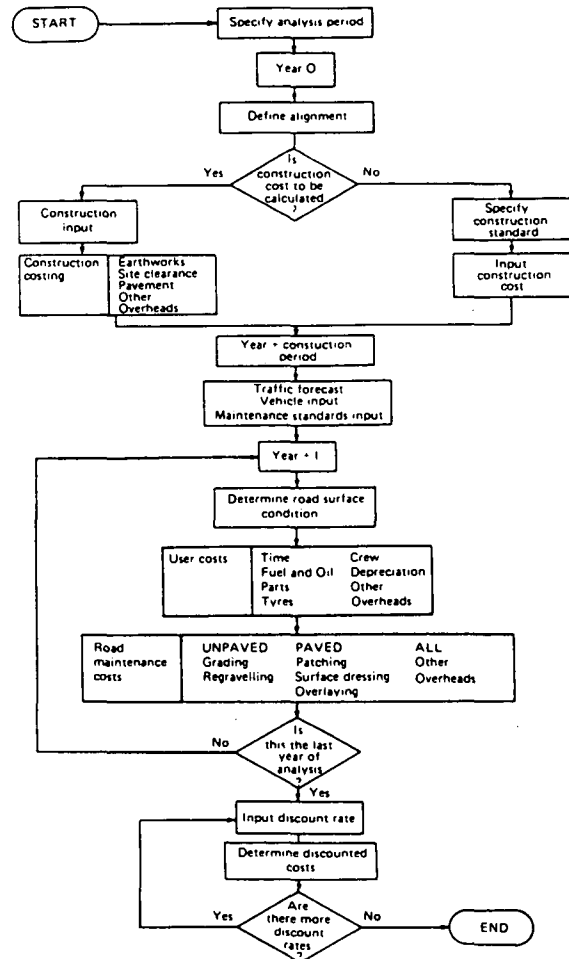 START
Specify analysis period
Year 0
Define alignment
Is
construction
cost to be
calculated
?
Yes
No
Construction
input
Construction
costing
Earthworks
Site clearance
Pavement
Other
Overheads
Specify
construction
standard
Input
construction
cost
Year + constuction
period
Traffic forecast
Vehicle input
Maintenance standards input
Year + 1
Determine road surface
condition
User costs
Time
Fuel and Oil
Parts
Tyres
Crew
Depreciation
Other
Overheads
Road
maintenance
costs
UNPAVED
Grading
Regravelling
PAVED
Patching
Surface dressing
Overlaying
ALL
Other
Overheads
Is
this the last
year of
analysis
?
No
Yes
Input discount rate
Determine discounted
costs
Are
there more
discount
rates
?
Yes
No
END